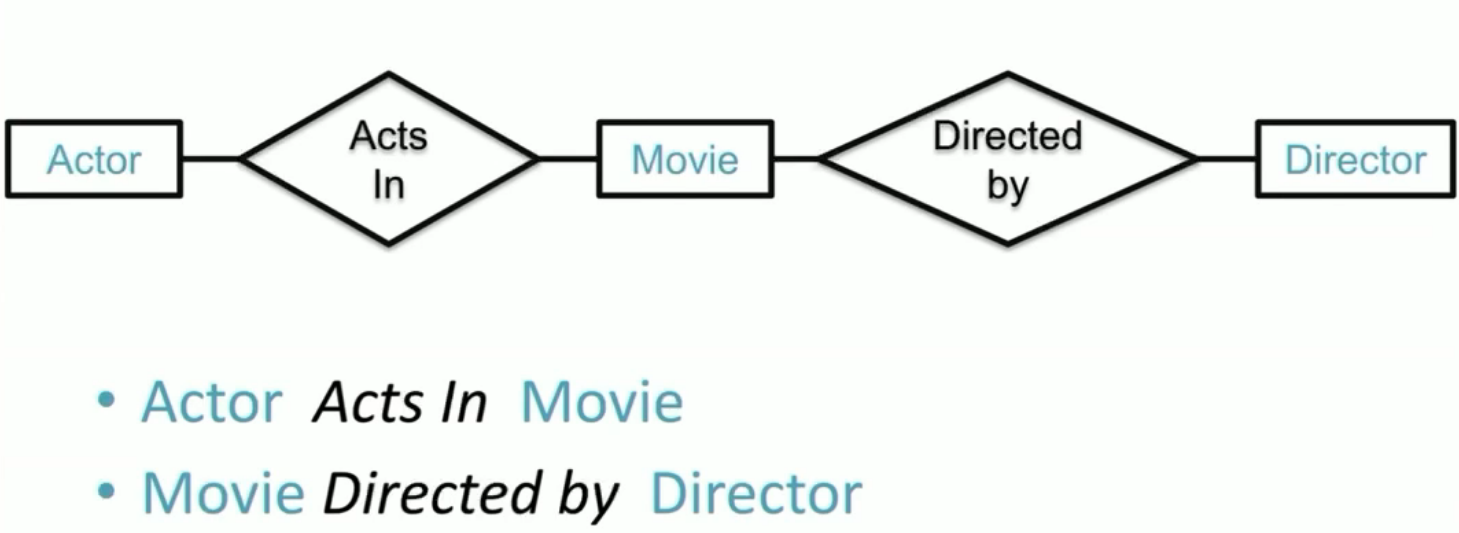 Actor
Acts
In
Movie
Directed
by
Director
• Actor Acts In Movie
• Movie Directed by Director